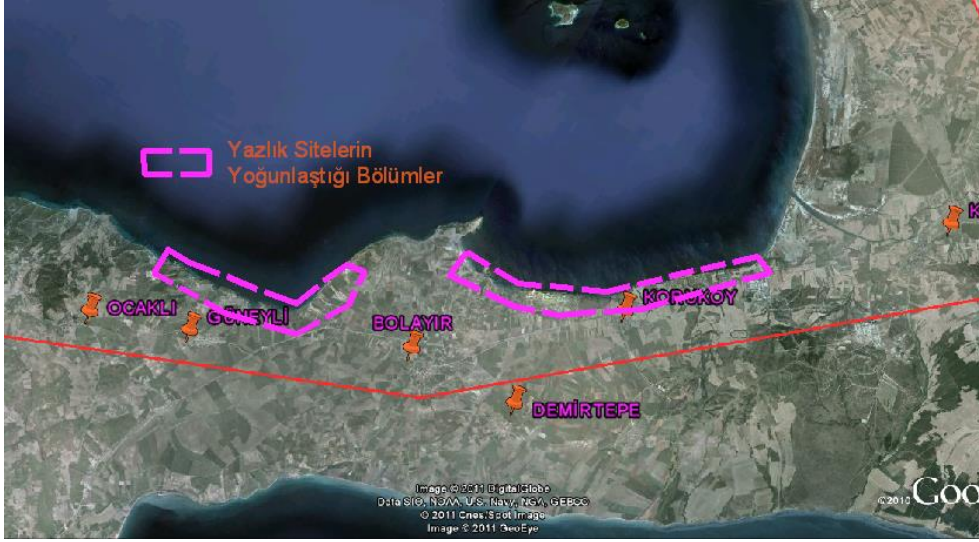 Yazlık Sitelerin
Yoğunlaştığı Bölümler
K
OCAKLI
GÜNEYLİ
KORUKÖY
BOLAYIR
DEMİRTEPE
Image © 2011 DigitalGlobe
Data SIO, NOAA, U.S. Navy, NGA, GEBCO
© 2011 Cnes/Spot Image
Image © 2011 GeoEye
©2010
Goo